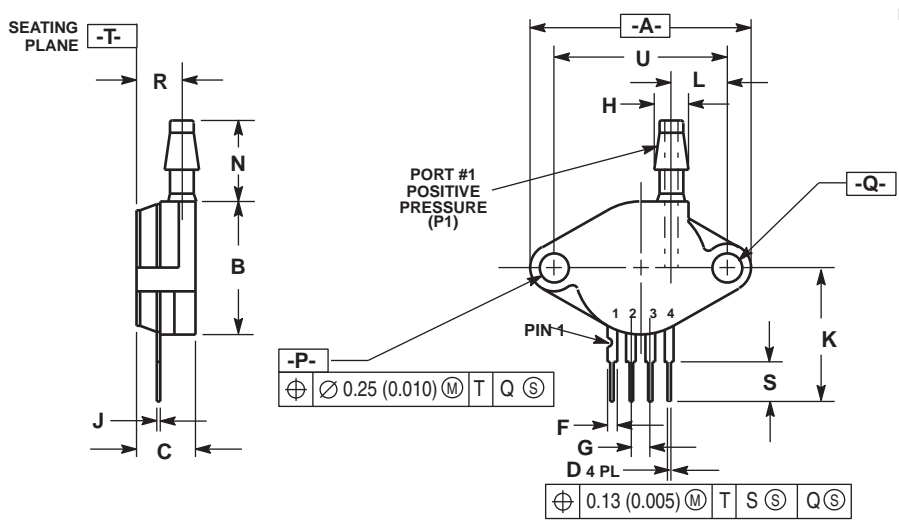 SEATING
PLANE
-T-
-A-
U
R
L
H
N
PORT #1
POSITIVE
PRESSURE
(P1)
-Q-
B
1 2 3 4
PIN 1
K
-P-
S
⌖ ∅ 0.25 (0.010) Ⓜ T Q Ⓢ
J
F
C
G
D 4 PL
⌖ 0.13 (0.005) Ⓜ T S Ⓢ Q Ⓢ